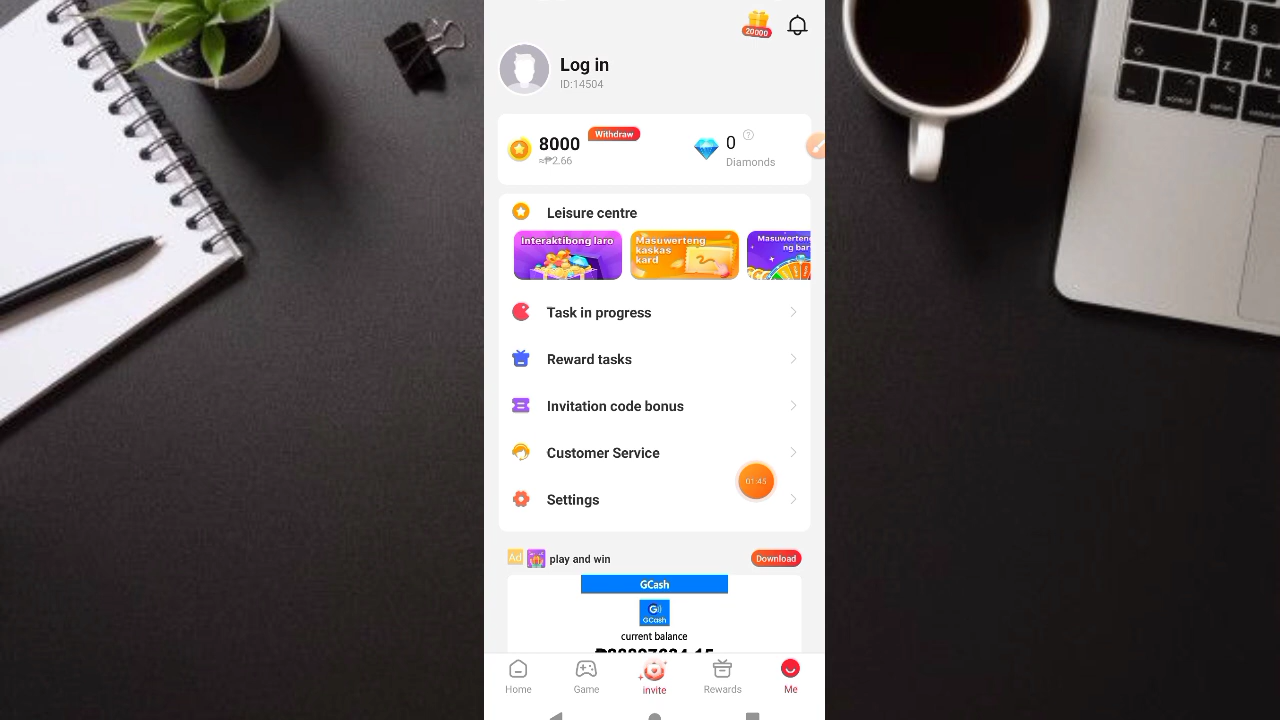 20000
Log in
ID:14504
8000
Withdraw
≈₱2.66
0
?
Diamonds
Leisure centre
Interaktibong laro
Masuwerteng
kaskas
kard
Task in progress
Reward tasks
Invitation code bonus
Customer Service
01:45
Settings
Ad
play and win
Download
GCash
GCash
current balance
Home
Game
invite
Rewards
Me
A
S
Z
X